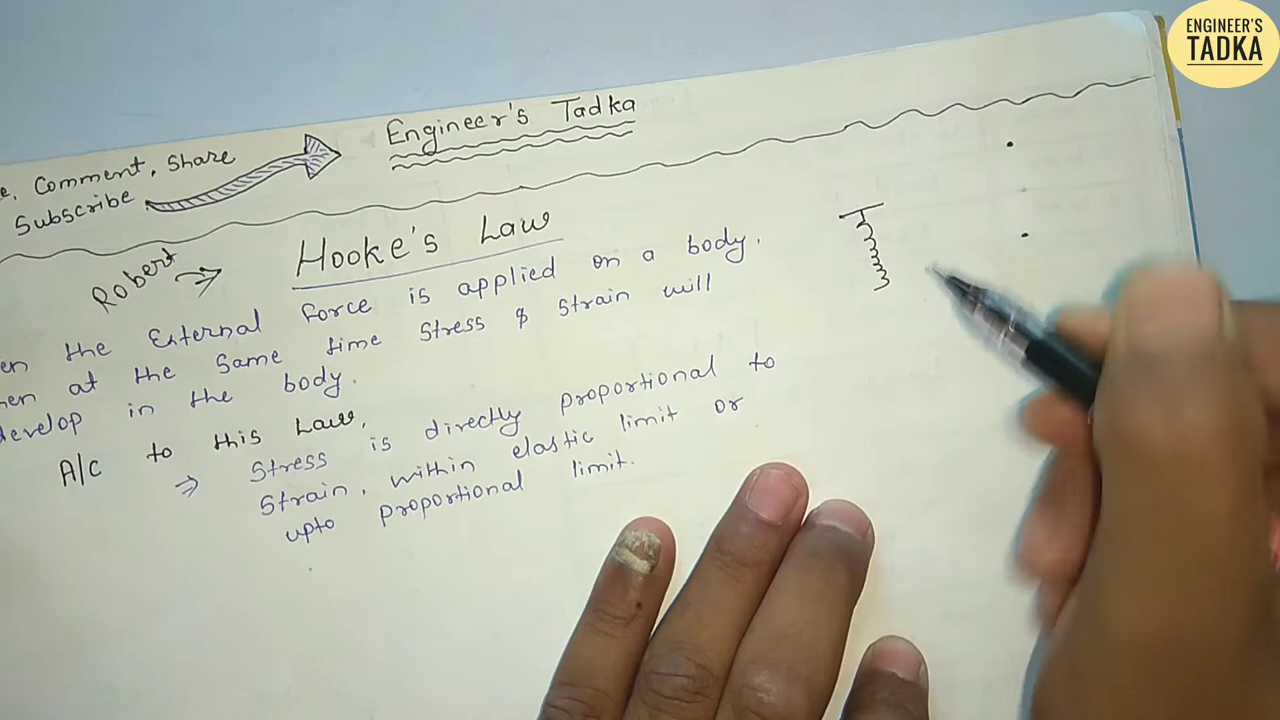 Comment, Share
Subscribe
Engineer's Tadka
ENGINEER'S
TADKA
Robert
Hooke's Law
the External force is applied on a body.
at the same time stress & strain will
develop in the body.
A/c to this Law,
⇒ Stress is directly proportional to
Strain, within elastic limit or
upto proportional limit.